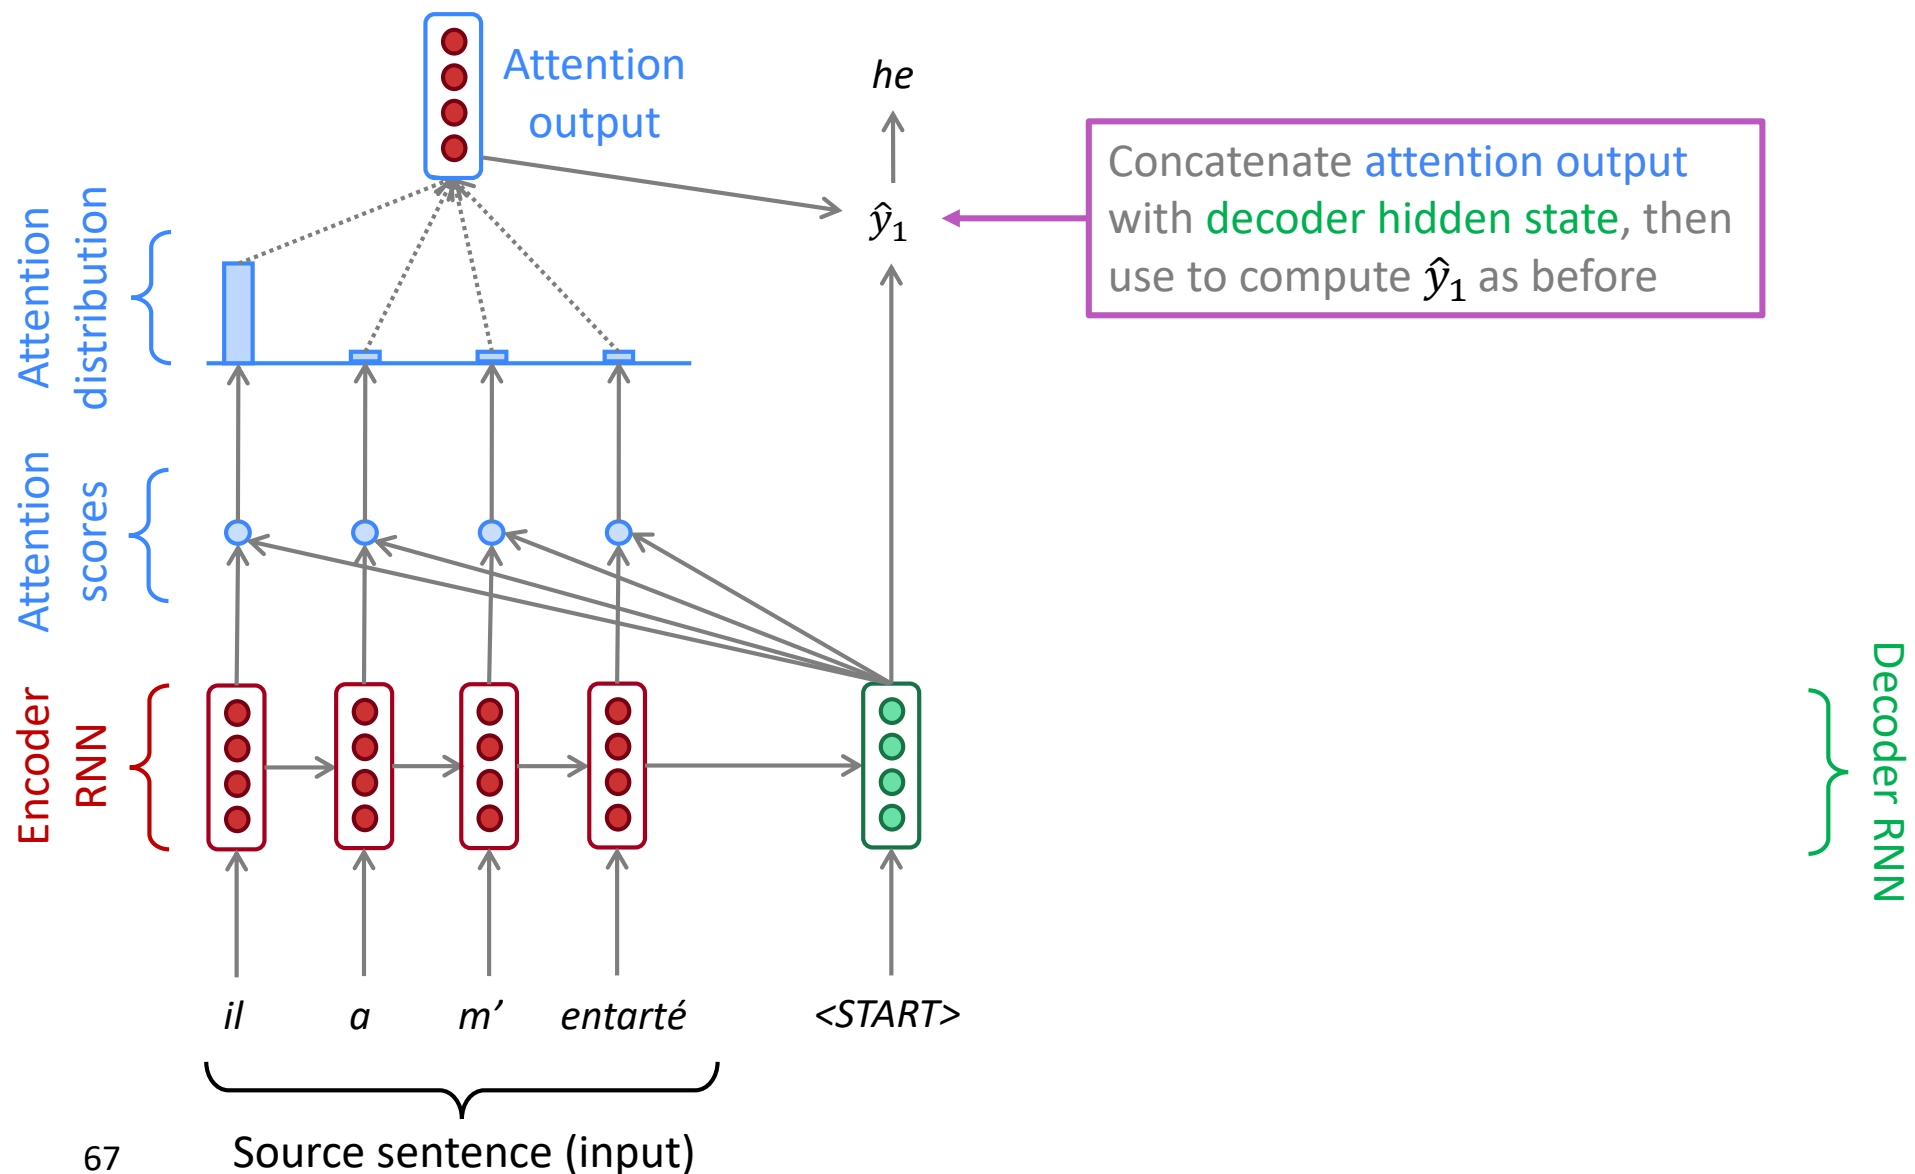 Attention
output
he
Concatenate attention output
with decoder hidden state, then
use to compute ŷ₁ as before
ŷ₁
Attention
distribution
Attention
scores
Encoder
RNN
Decoder RNN
il a m’ entarté <START>
Source sentence (input)
67